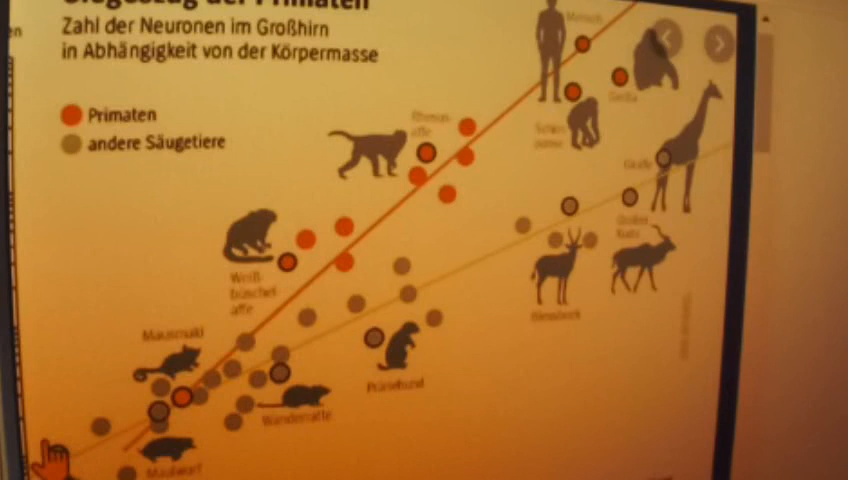 Zahl der Neuronen im Großhirn
in Abhängigkeit von der Körpermasse
Primaten
andere Säugetiere
Mensch
Rhesus-
affe
Gorilla
Giraffe
Großer
Kudu
Weiß-
büschel-
affe
Mausmaki
Präriehund
Wanderratte
Maulwurf